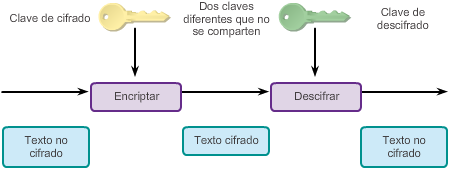 Clave de cifrado
Dos claves
diferentes que no
se comparten
Clave de
descifrado
Encriptar
Descifrar
Texto no
cifrado
Texto cifrado
Texto no
cifrado